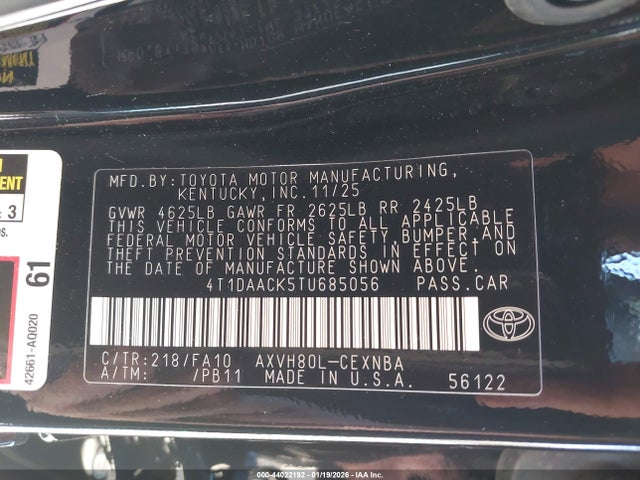 MFD.BY: TOYOTA MOTOR MANUFACTURING,
KENTUCKY, INC. 11/25
GVWR 4625LB GAWR FR 2625LB RR 2425LB
THIS VEHICLE CONFORMS TO ALL APPLICABLE
FEDERAL MOTOR VEHICLE SAFETY, BUMPER, AND
THEFT PREVENTION STANDARDS IN EFFECT ON
THE DATE OF MANUFACTURE SHOWN ABOVE.
4T1DAACK5TU685056 PASS.CAR
C/TR:218/FA10 AXVH80L-CEXNBA
A/TM: /PB11 MADE IN U.S.A. 56122
3
61
42661-A0020
000-44022192 - 01/19/2026 - IAA Inc.